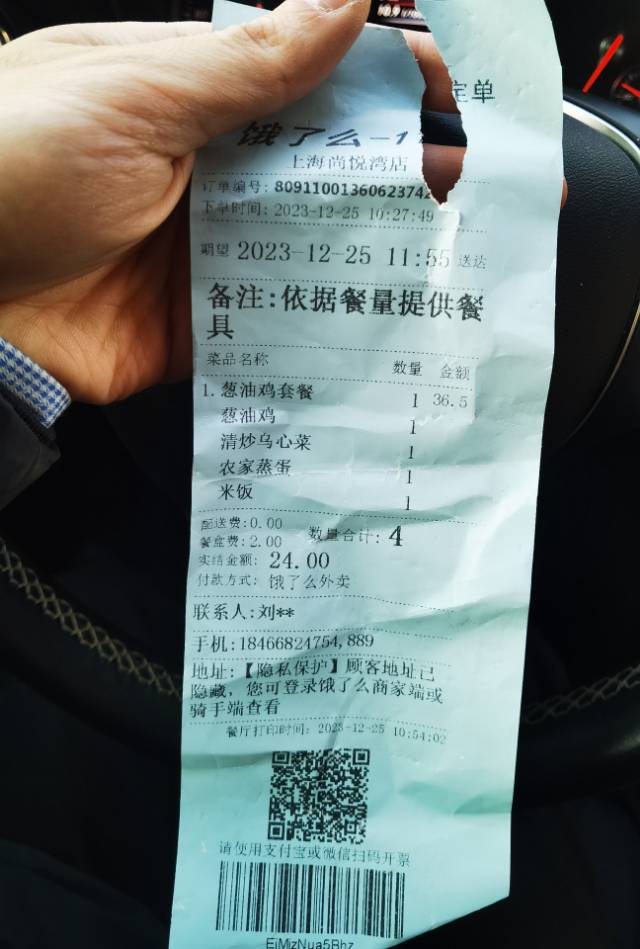 定单
饿了么-1
上海尚悦湾店
订单编号: 8091100136062374
下单时间: 2023-12-25 10:27:49
期望 2023-12-25 11:55 送达
备注:依据餐量提供餐
具
菜品名称 数量 金额
1. 葱油鸡套餐 1 36.5
葱油鸡 1
清炒乌心菜 1
农家蒸蛋 1
米饭 1
配送费: 0.00
餐盒费: 2.00 数量合计: 4
实结金额: 24.00
付款方式: 饿了么外卖
联系人: 刘**
手机: 18466824754,889
地址:【隐私保护】顾客地址已
隐藏, 您可登录饿了么商家端或
骑手端查看
餐厅打印时间: 2023-12-25 10:54:02
请使用支付宝或微信扫码开票
EiMzNua5Bhz